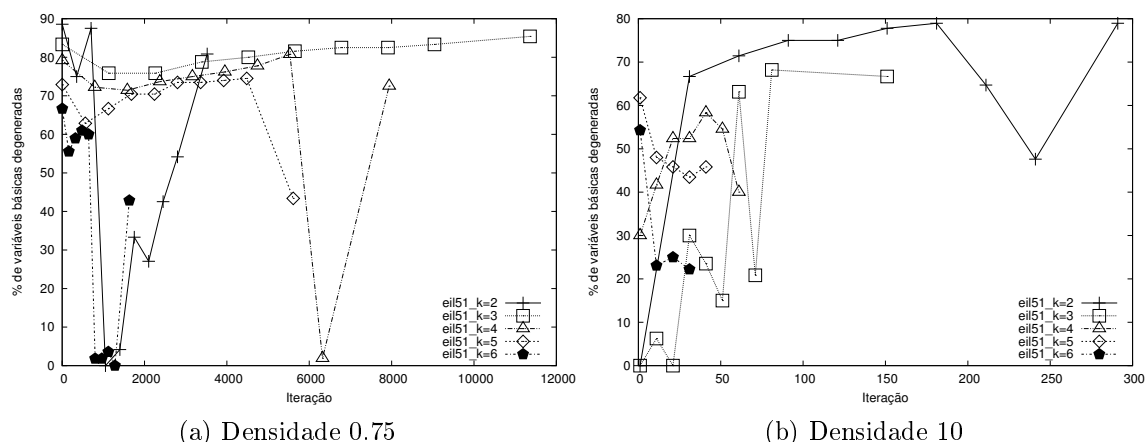 90
80
70
60
50
40
30
20
10
0
% de variáveis básicas degeneradas
eil51_k=2
eil51_k=3
eil51_k=4
eil51_k=5
eil51_k=6
0 2000 4000 6000 8000 10000 12000
Iteração
(a) Densidade 0.75
80
70
60
50
40
30
20
10
0
% de variáveis básicas degeneradas
eil51_k=2
eil51_k=3
eil51_k=4
eil51_k=5
eil51_k=6
0 50 100 150 200 250 300
Iteração
(b) Densidade 10